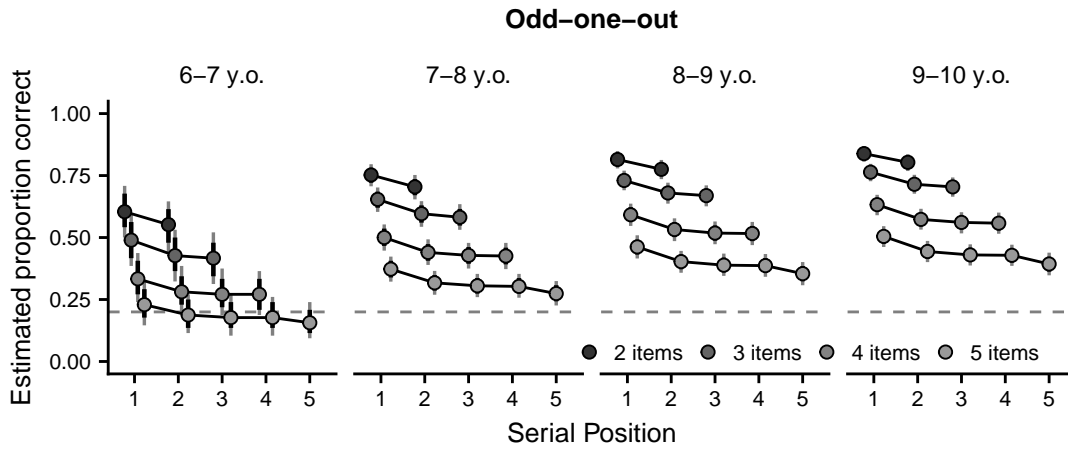 Odd–one–out
6–7 y.o.
7–8 y.o.
8–9 y.o.
9–10 y.o.
Estimated proportion correct
1.00
0.75
0.50
0.25
0.00
2 items
3 items
4 items
5 items
1 2 3 4 5
1 2 3 4 5
1 2 3 4 5
1 2 3 4 5
Serial Position